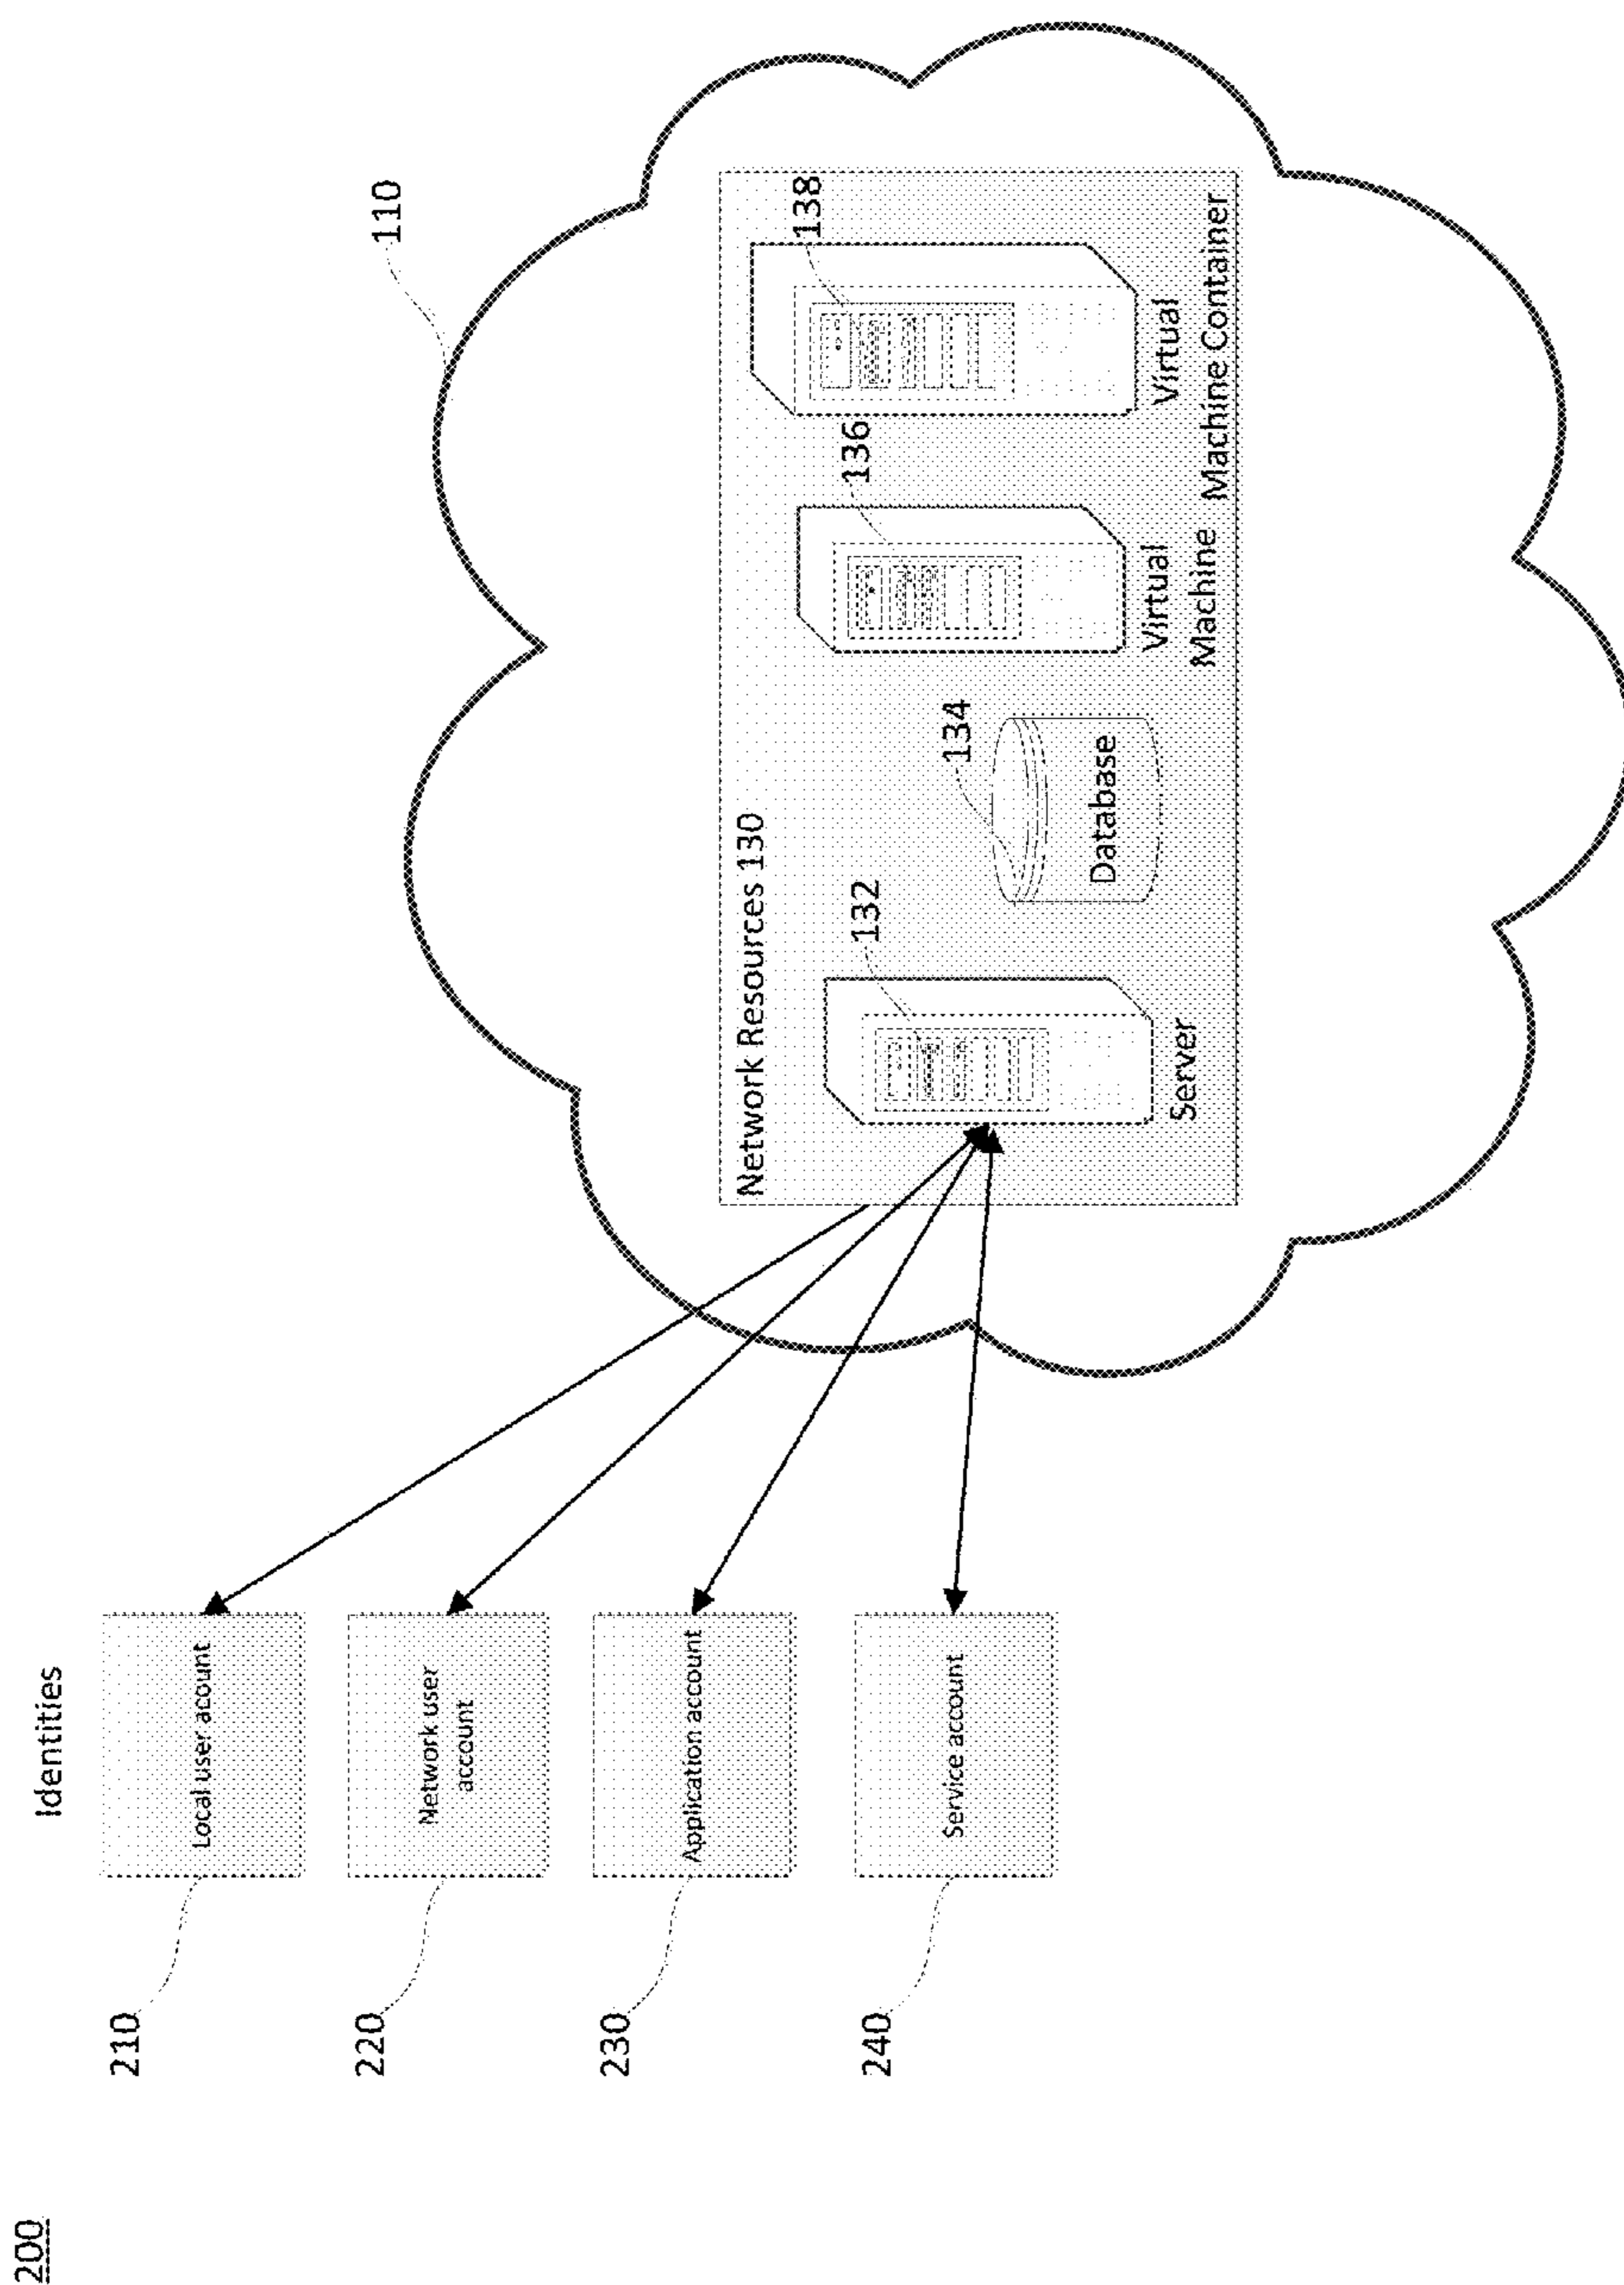 200
Identities
210
Local user acount
220
Network user
account
230
Application account
240
Service account
110
Network Resources 130
132
Server
134
Database
136
Virtual
Machine
138
Virtual
Machine Container